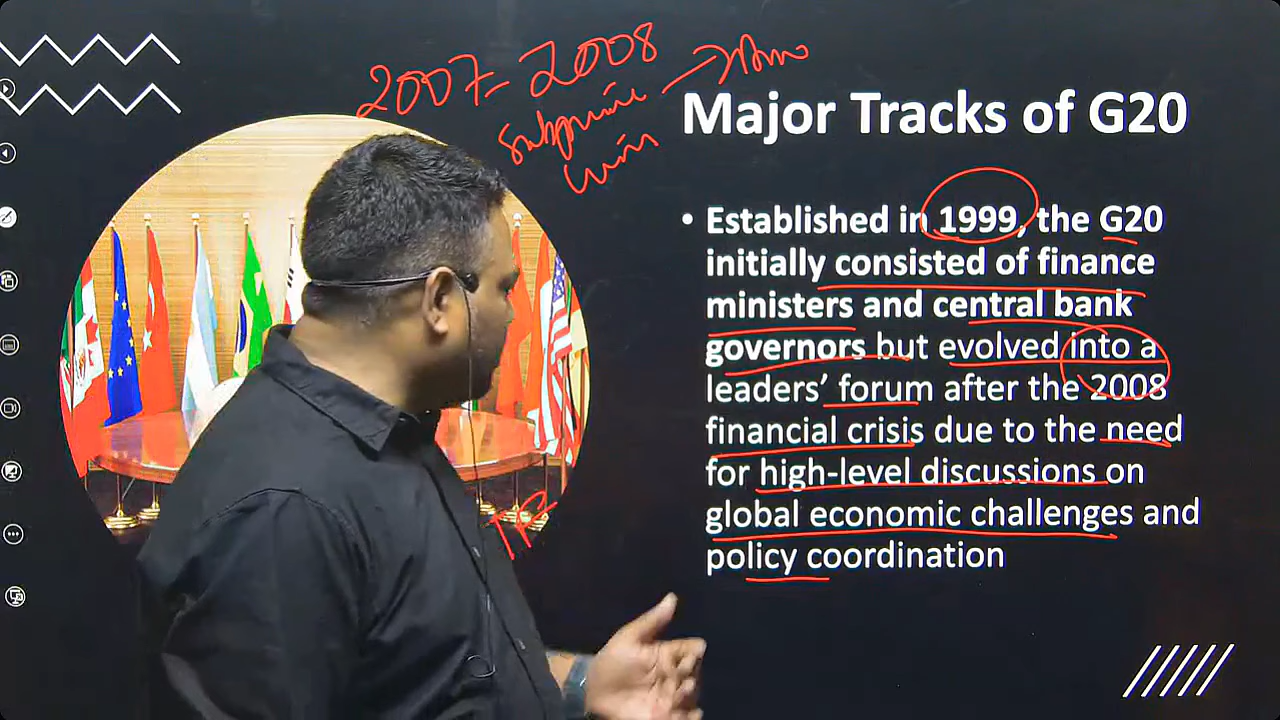 2007-2008
Subprime
Major Tracks of G20
• Established in 1999, the G20
initially consisted of finance
ministers and central bank
governors but evolved into a
leaders’ forum after the 2008
financial crisis due to the need
for high-level discussions on
global economic challenges and
policy coordination